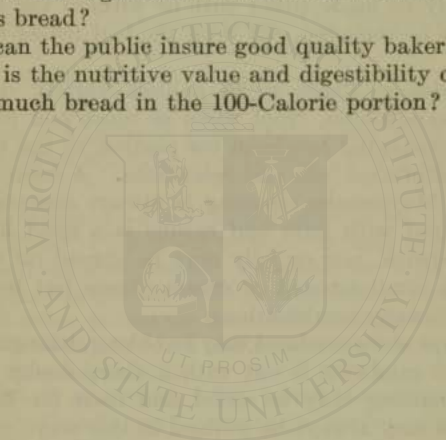 s bread?
can the public insure good quality baker
is the nutritive value and digestibility
much bread in the 100-Calorie portion?
VIRGINIA POLYTECHNIC INSTITUTE
AND STATE UNIVERSITY
UT PROSIM